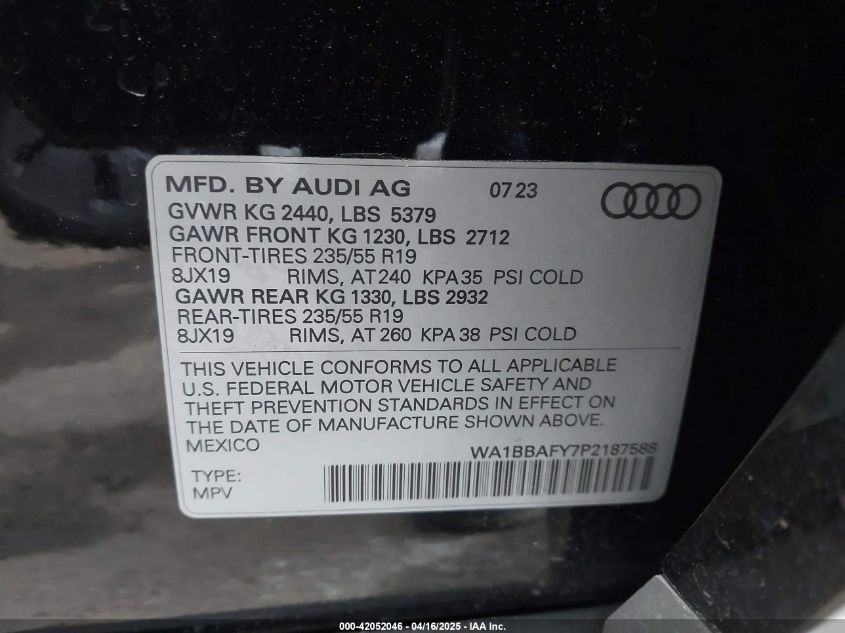 MFD. BY AUDI AG 07 23
GVWR KG 2440, LBS 5379
GAWR FRONT KG 1230, LBS 2712
FRONT-TIRES 235/55 R19
8JX19 RIMS, AT 240 KPA 35 PSI COLD
GAWR REAR KG 1330, LBS 2932
REAR-TIRES 235/55 R19
8JX19 RIMS, AT 260 KPA 38 PSI COLD
THIS VEHICLE CONFORMS TO ALL APPLICABLE
U.S. FEDERAL MOTOR VEHICLE SAFETY AND
THEFT PREVENTION STANDARDS IN EFFECT ON
THE DATE OF MANUFACTURE SHOWN ABOVE.
MEXICO WA1BBAFY7P2187588
TYPE:
MPV
000-42052046 - 04/16/2025 - IAA Inc.